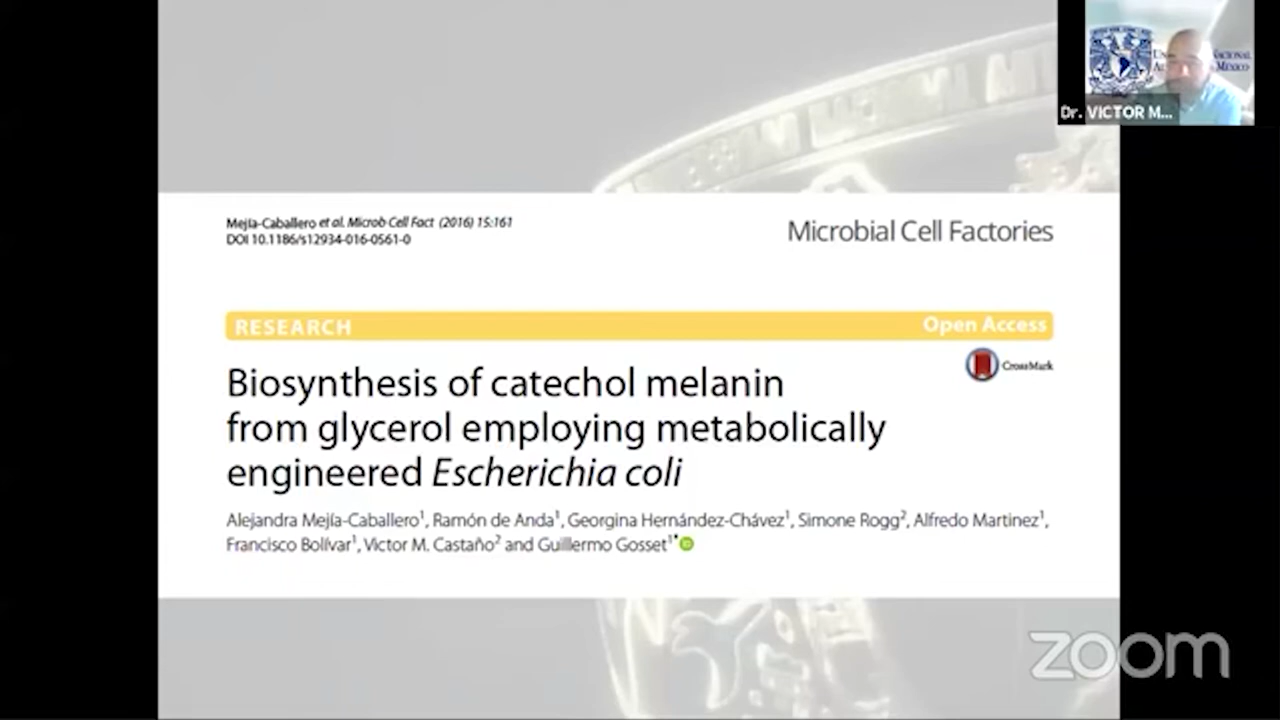 Mejía-Caballero et al. Microb Cell Fact (2016) 15:161
DOI 10.1186/s12934-016-0561-0
Microbial Cell Factories
RESEARCH
Open Access
CrossMark
Biosynthesis of catechol melanin
from glycerol employing metabolically
engineered Escherichia coli
Alejandra Mejía-Caballero¹, Ramón de Anda¹, Georgina Hernández-Chávez¹, Simone Rogg², Alfredo Martinez¹,
Francisco Bolívar¹, Victor M. Castaño² and Guillermo Gosset¹*
Dr. VICTOR M...
zoom